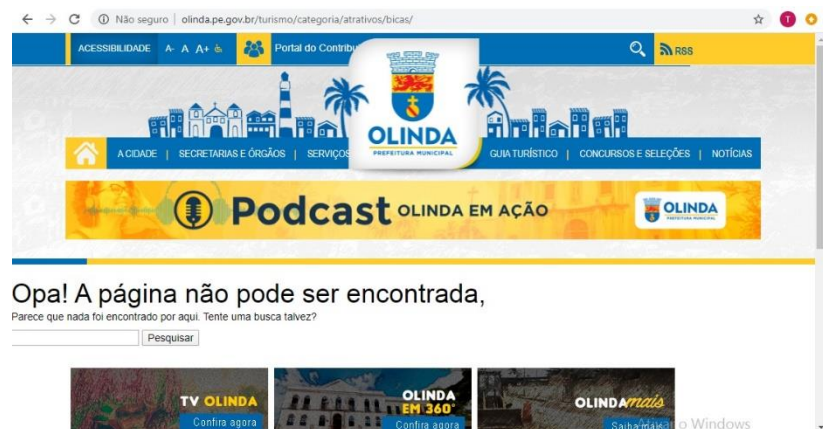 Não seguro | olinda.pe.gov.br/turismo/categoria/atrativos/bicas/
T
ACESSIBILIDADE A- A A+ Portal do Contribu RSS
OLINDA
PREFEITURA MUNICIPAL
A CIDADE | SECRETARIAS E ÓRGÃOS | SERVIÇOS GUIA TURÍSTICO | CONCURSOS E SELEÇÕES | NOTÍCIAS
Podcast OLINDA EM AÇÃO OLINDA
PREFEITURA MUNICIPAL
Opa! A página não pode ser encontrada,
Parece que nada foi encontrado por aqui. Tente uma busca talvez?
Pesquisar
TV OLINDA
Confira agora
OLINDA
EM 360°
Confira agora
OLINDAmais
Saiba mais
o Windows